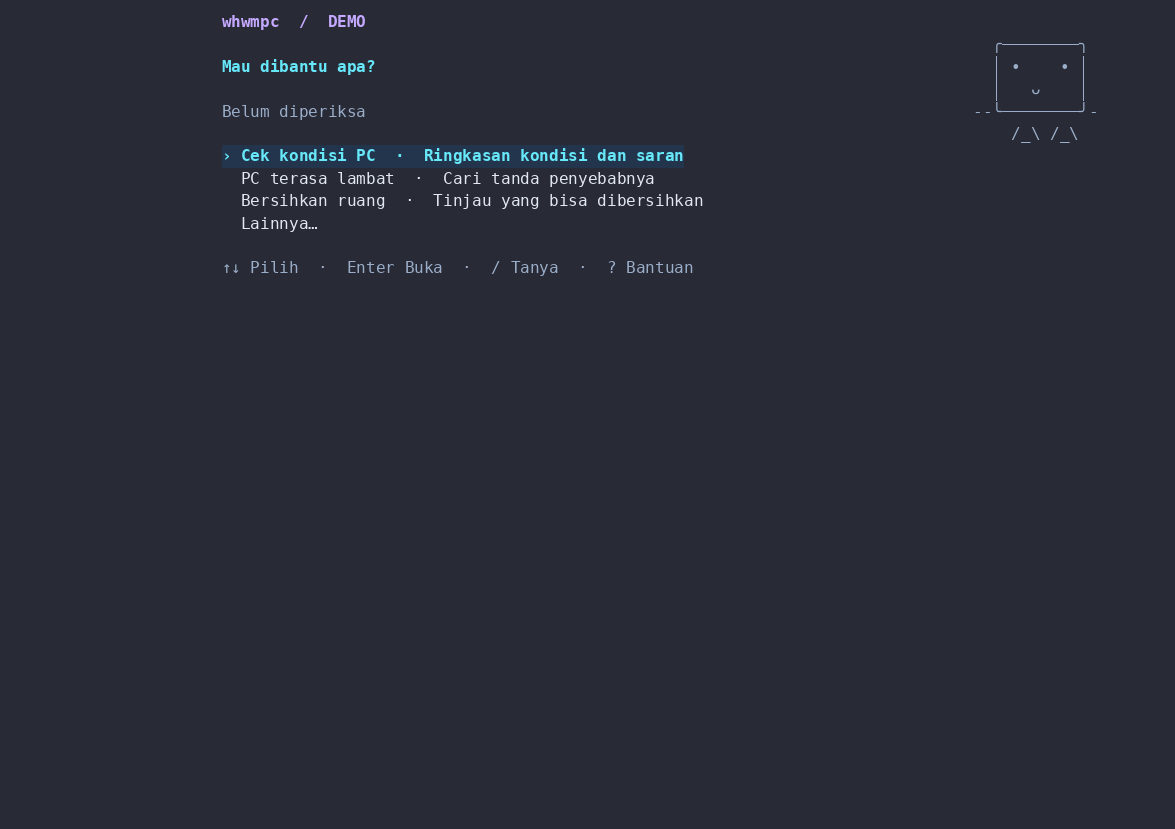 whwmpc / DEMO
Mau dibantu apa?
Belum diperiksa
› Cek kondisi PC · Ringkasan kondisi dan saran
PC terasa lambat · Cari tanda penyebabnya
Bersihkan ruang · Tinjau yang bisa dibersihkan
Lainnya…
↑↓ Pilih · Enter Buka · / Tanya · ? Bantuan